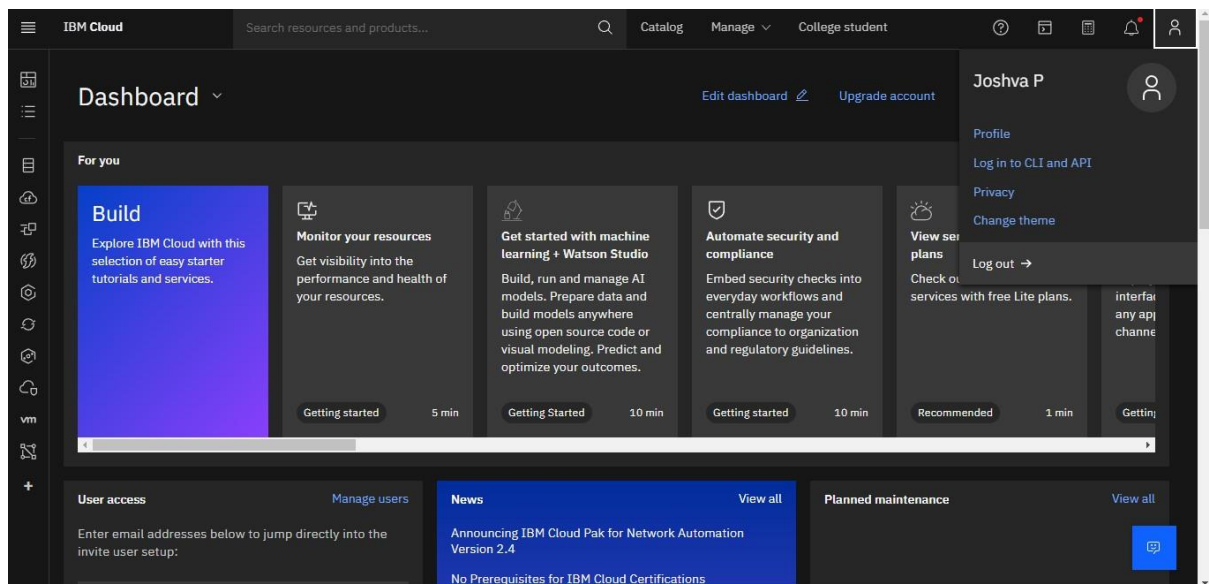 IBM Cloud
Search resources and products...
Catalog
Manage
College student
Dashboard
Edit dashboard
Upgrade account
Joshva P
Profile
Log in to CLI and API
Privacy
Change theme
Log out →
For you
Build
Explore IBM Cloud with this
selection of easy starter
tutorials and services.
Monitor your resources
Get visibility into the
performance and health of
your resources.
Getting started
5 min
Get started with machine
learning + Watson Studio
Build, run and manage AI
models. Prepare data and
build models anywhere
using open source code or
visual modeling. Predict and
optimize your outcomes.
Getting Started
10 min
Automate security and
compliance
Embed security checks into
everyday workflows and
centrally manage your
compliance to organization
and regulatory guidelines.
Getting started
10 min
View
plans
Check
services with free Lite plans.
Recommended
1 min
any
vm
User access
Manage users
Enter email addresses below to jump directly into the
invite user setup:
News
View all
Announcing IBM Cloud Pak for Network Automation
Version 2.4
No Prerequisites for IBM Cloud Certifications
Planned maintenance
View all